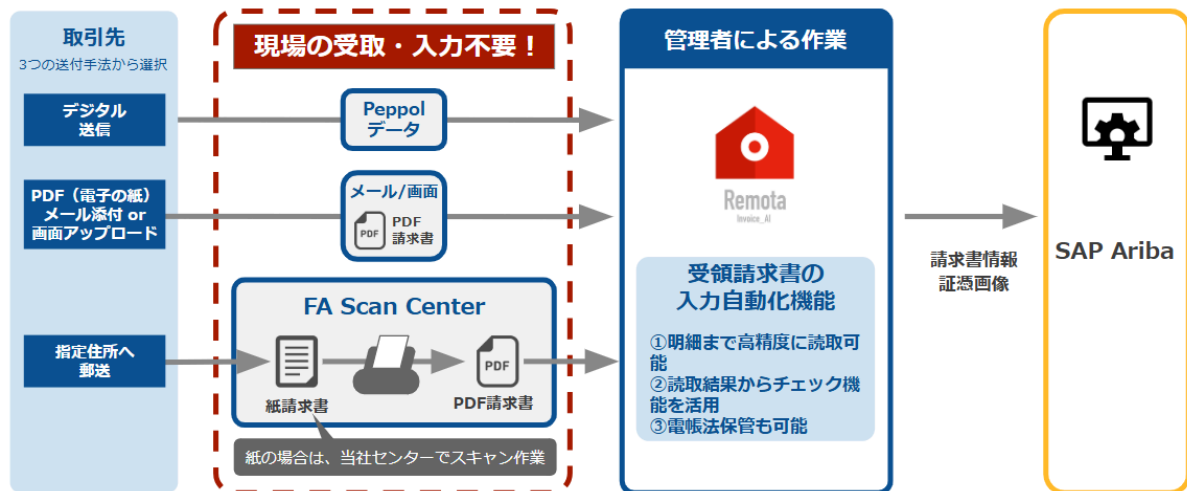 取引先
3つの送付手法から選択
デジタル
送信
PDF（電子の紙）
メール添付 or
画面アップロード
指定住所へ
郵送
現場の受取・入力不要！
Peppol
データ
メール/画面
PDF
PDF
請求書
FA Scan Center
紙請求書
PDF
PDF請求書
紙の場合は、当社センターでスキャン作業
管理者による作業
Remota
Invoice_AI
受領請求書の
入力自動化機能
①明細まで高精度に読取可
能
②読取結果からチェック機
能を活用
③電帳法保管も可能
請求書情報
証憑画像
SAP Ariba